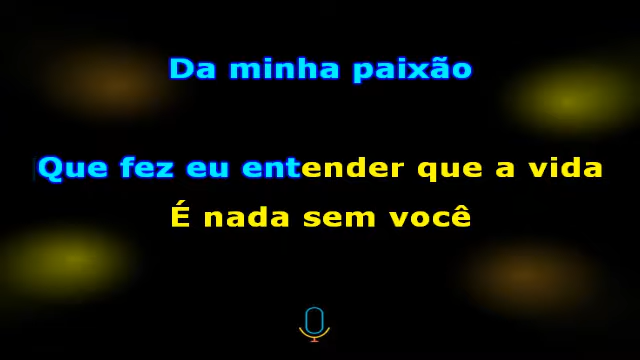 Da minha paixão
Que fez eu entender que a vida
É nada sem você